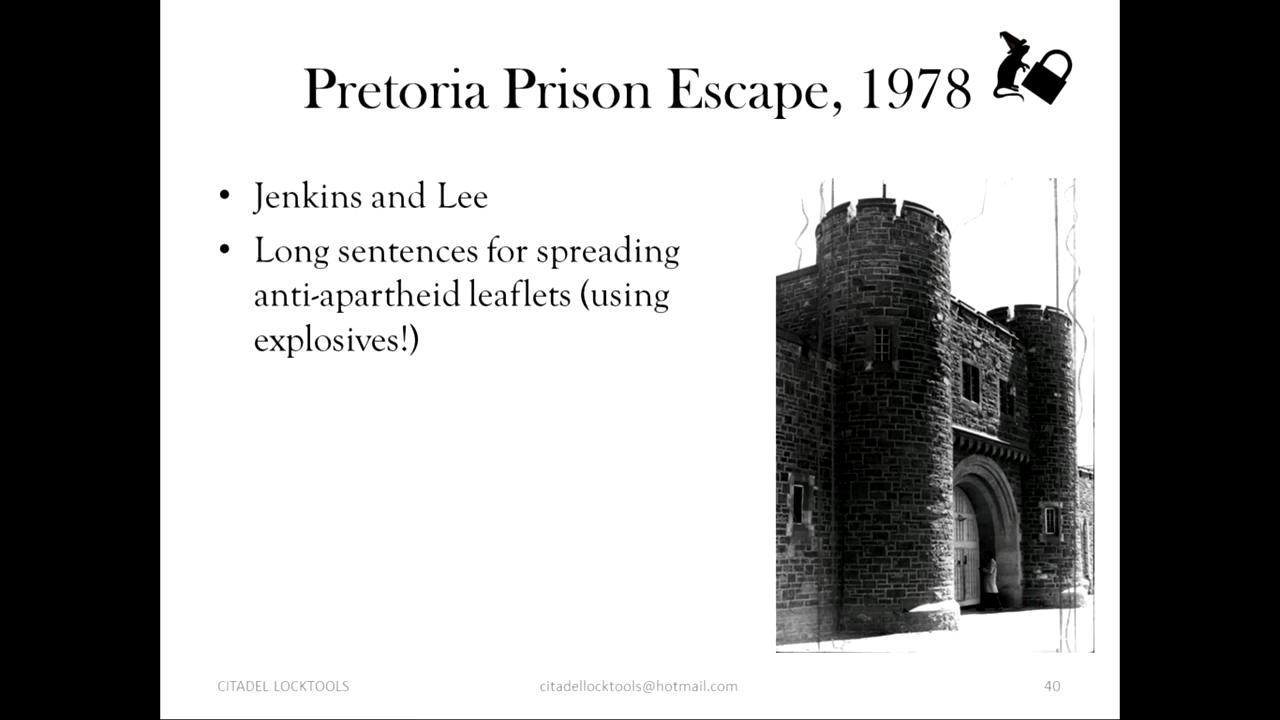 Pretoria Prison Escape, 1978
• Jenkins and Lee
• Long sentences for spreading
anti-apartheid leaflets (using
explosives!)
CITADEL LOCKTOOLS
citadellocktools@hotmail.com
40